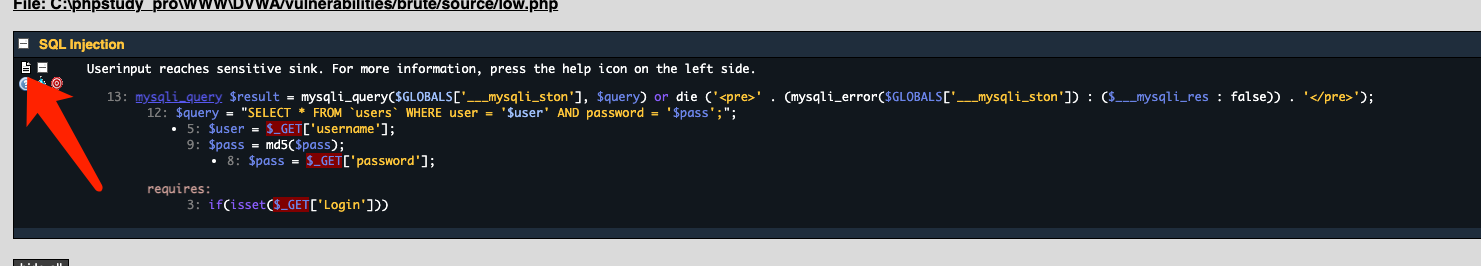 File: C:\phpstudy_pro\WWW\DVWA/vulnerabilities/brute/source/low.php
SQL Injection
Userinput reaches sensitive sink. For more information, press the help icon on the left side.
13: mysqli_query $result = mysqli_query($GLOBALS['___mysqli_ston'], $query) or die ('<pre>' . (mysqli_error($GLOBALS['___mysqli_ston']) : ($___mysqli_res : false)) . '</pre>');
12: $query = "SELECT * FROM `users` WHERE user = '$user' AND password = '$pass';";
• 5: $user = $_GET['username'];
9: $pass = md5($pass);
• 8: $pass = $_GET['password'];
requires:
3: if(isset($_GET['Login']))